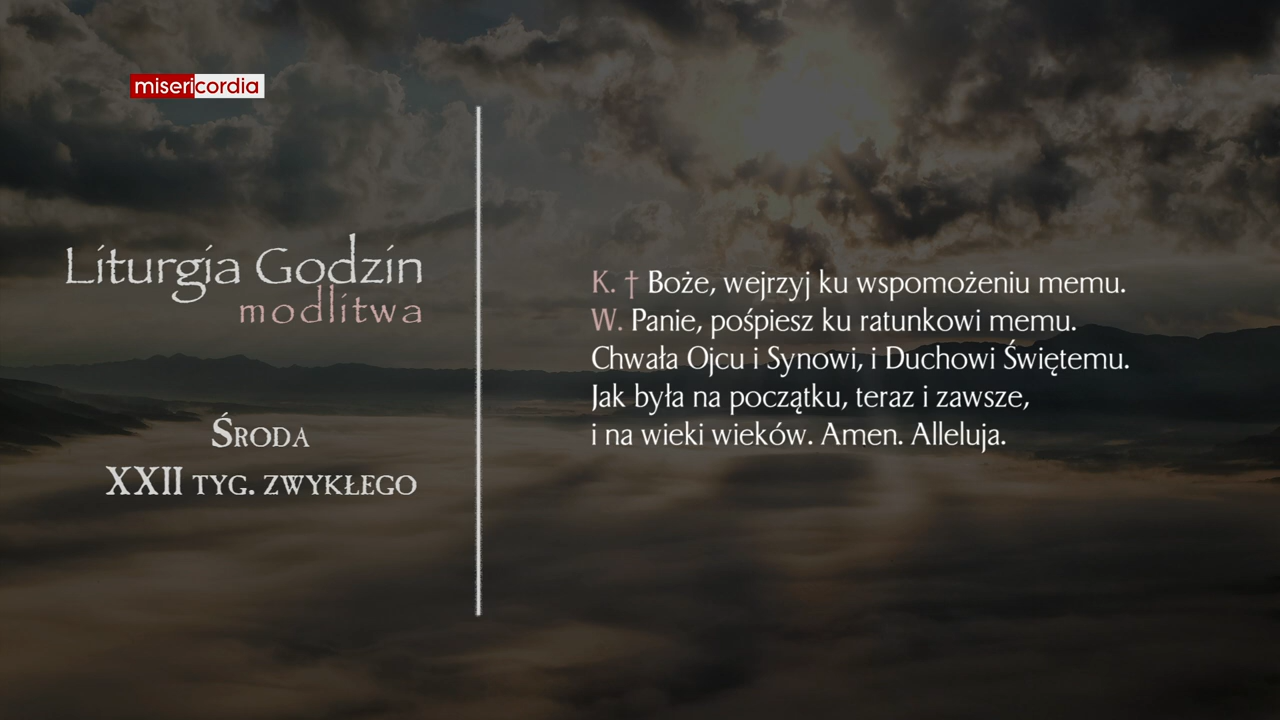 misericordia
Liturgia Godzin
modlitwa
Środa
XXII tyg. zwykłego
K. † Boże, wejrzyj ku wspomożeniu memu.
W. Panie, pośpiesz ku ratunkowi memu.
Chwała Ojcu i Synowi, i Duchowi Świętemu.
Jak była na początku, teraz i zawsze,
i na wieki wieków. Amen. Alleluja.